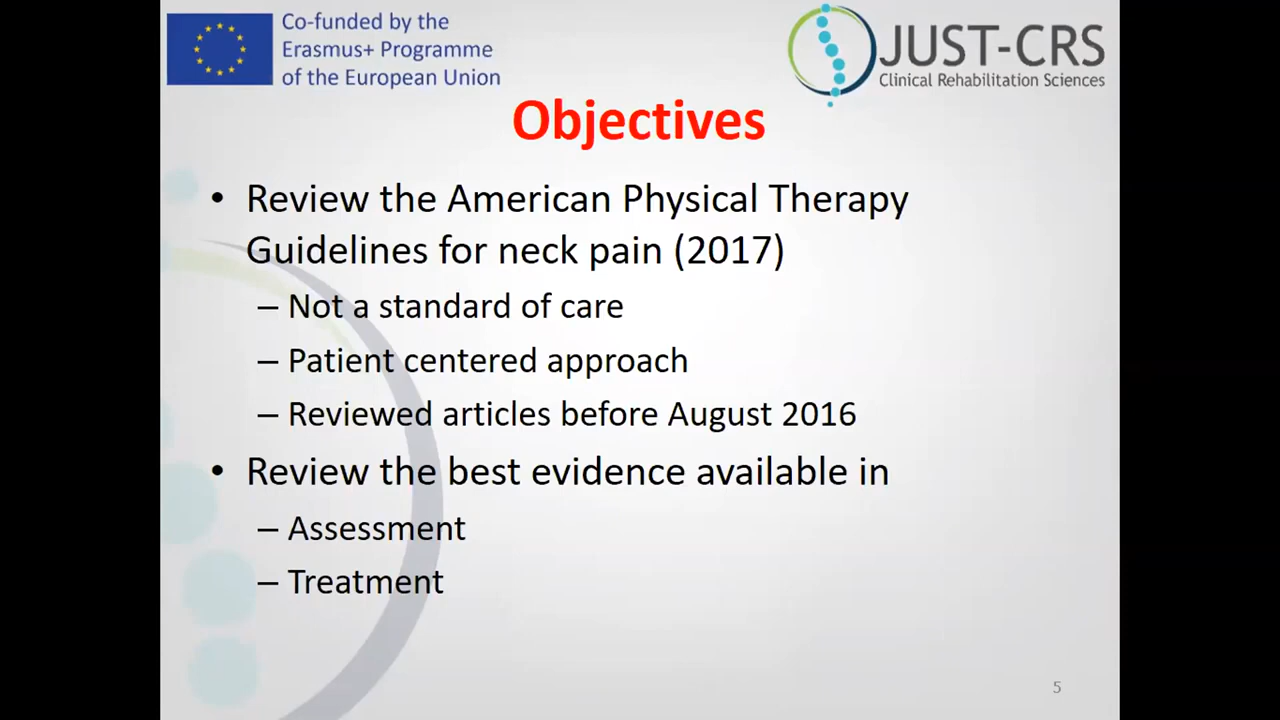 Co-funded by the
Erasmus+ Programme
of the European Union
JUST-CRS
Clinical Rehabilitation Sciences
Objectives
• Review the American Physical Therapy
Guidelines for neck pain (2017)
– Not a standard of care
– Patient centered approach
– Reviewed articles before August 2016
• Review the best evidence available in
– Assessment
– Treatment
5